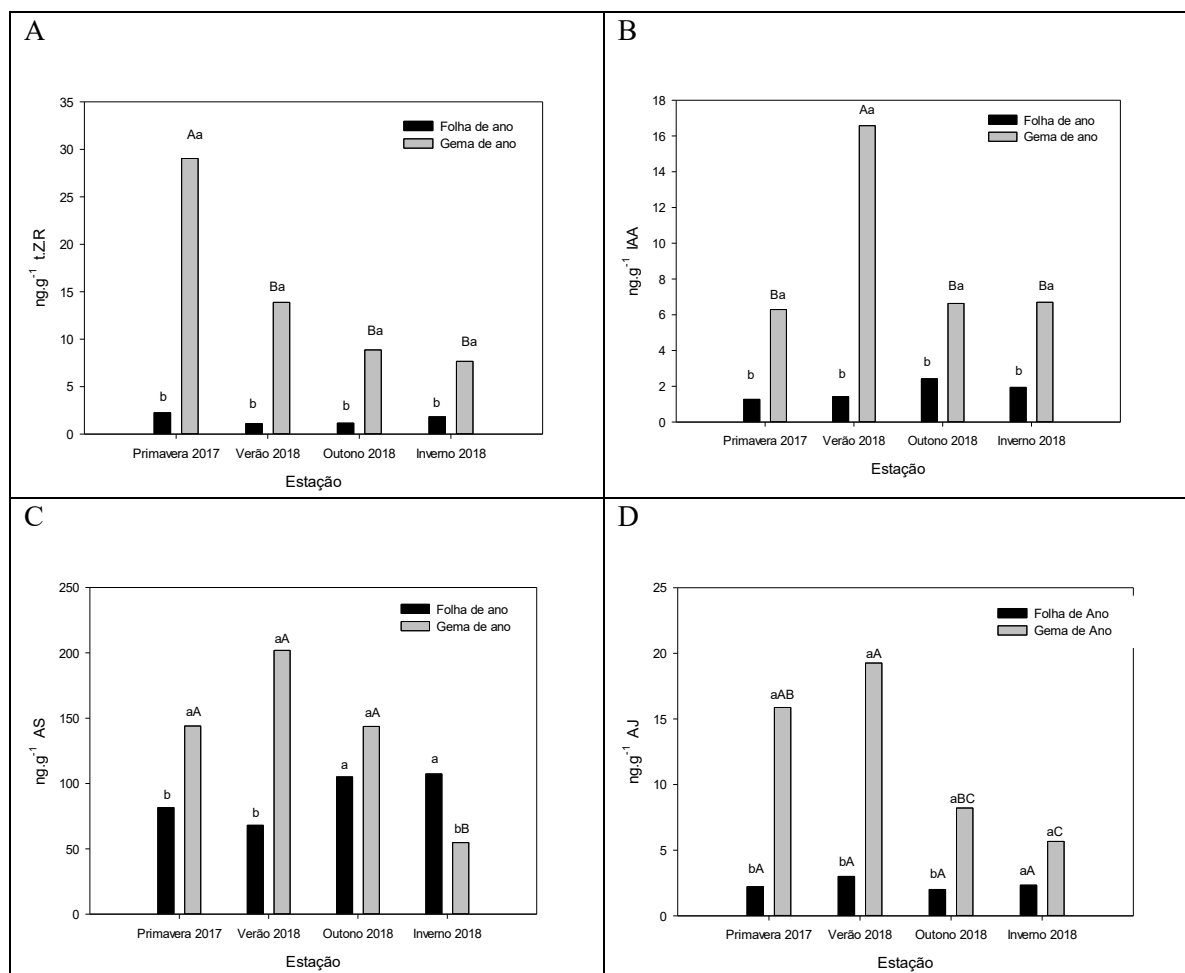 A
35
30
25
20
15
10
5
0
ng.g⁻¹ t.Z.R
Folha de ano
Gema de ano
Aa
Ba
Ba
Ba
b
b
b
b
Primavera 2017
Verão 2018
Outono 2018
Inverno 2018
Estação
B
18
16
14
12
10
8
6
4
2
0
ng.g⁻¹ IAA
Folha de ano
Gema de ano
Aa
Ba
Ba
Ba
b
b
b
b
Primavera 2017
Verão 2018
Outono 2018
Inverno 2018
Estação
C
250
200
150
100
50
0
ng.g⁻¹ AS
Folha de ano
Gema de ano
aA
aA
aA
b
b
a
a
bB
Primavera 2017
Verão 2018
Outono 2018
Inverno 2018
Estação
D
25
20
15
10
5
0
ng.g⁻¹ AJ
Folha de Ano
Gema de Ano
aA
aAB
aBC
aC
bA
bA
bA
aA
Primavera 2017
Verão 2018
Outono 2018
Inverno 2018
Estação